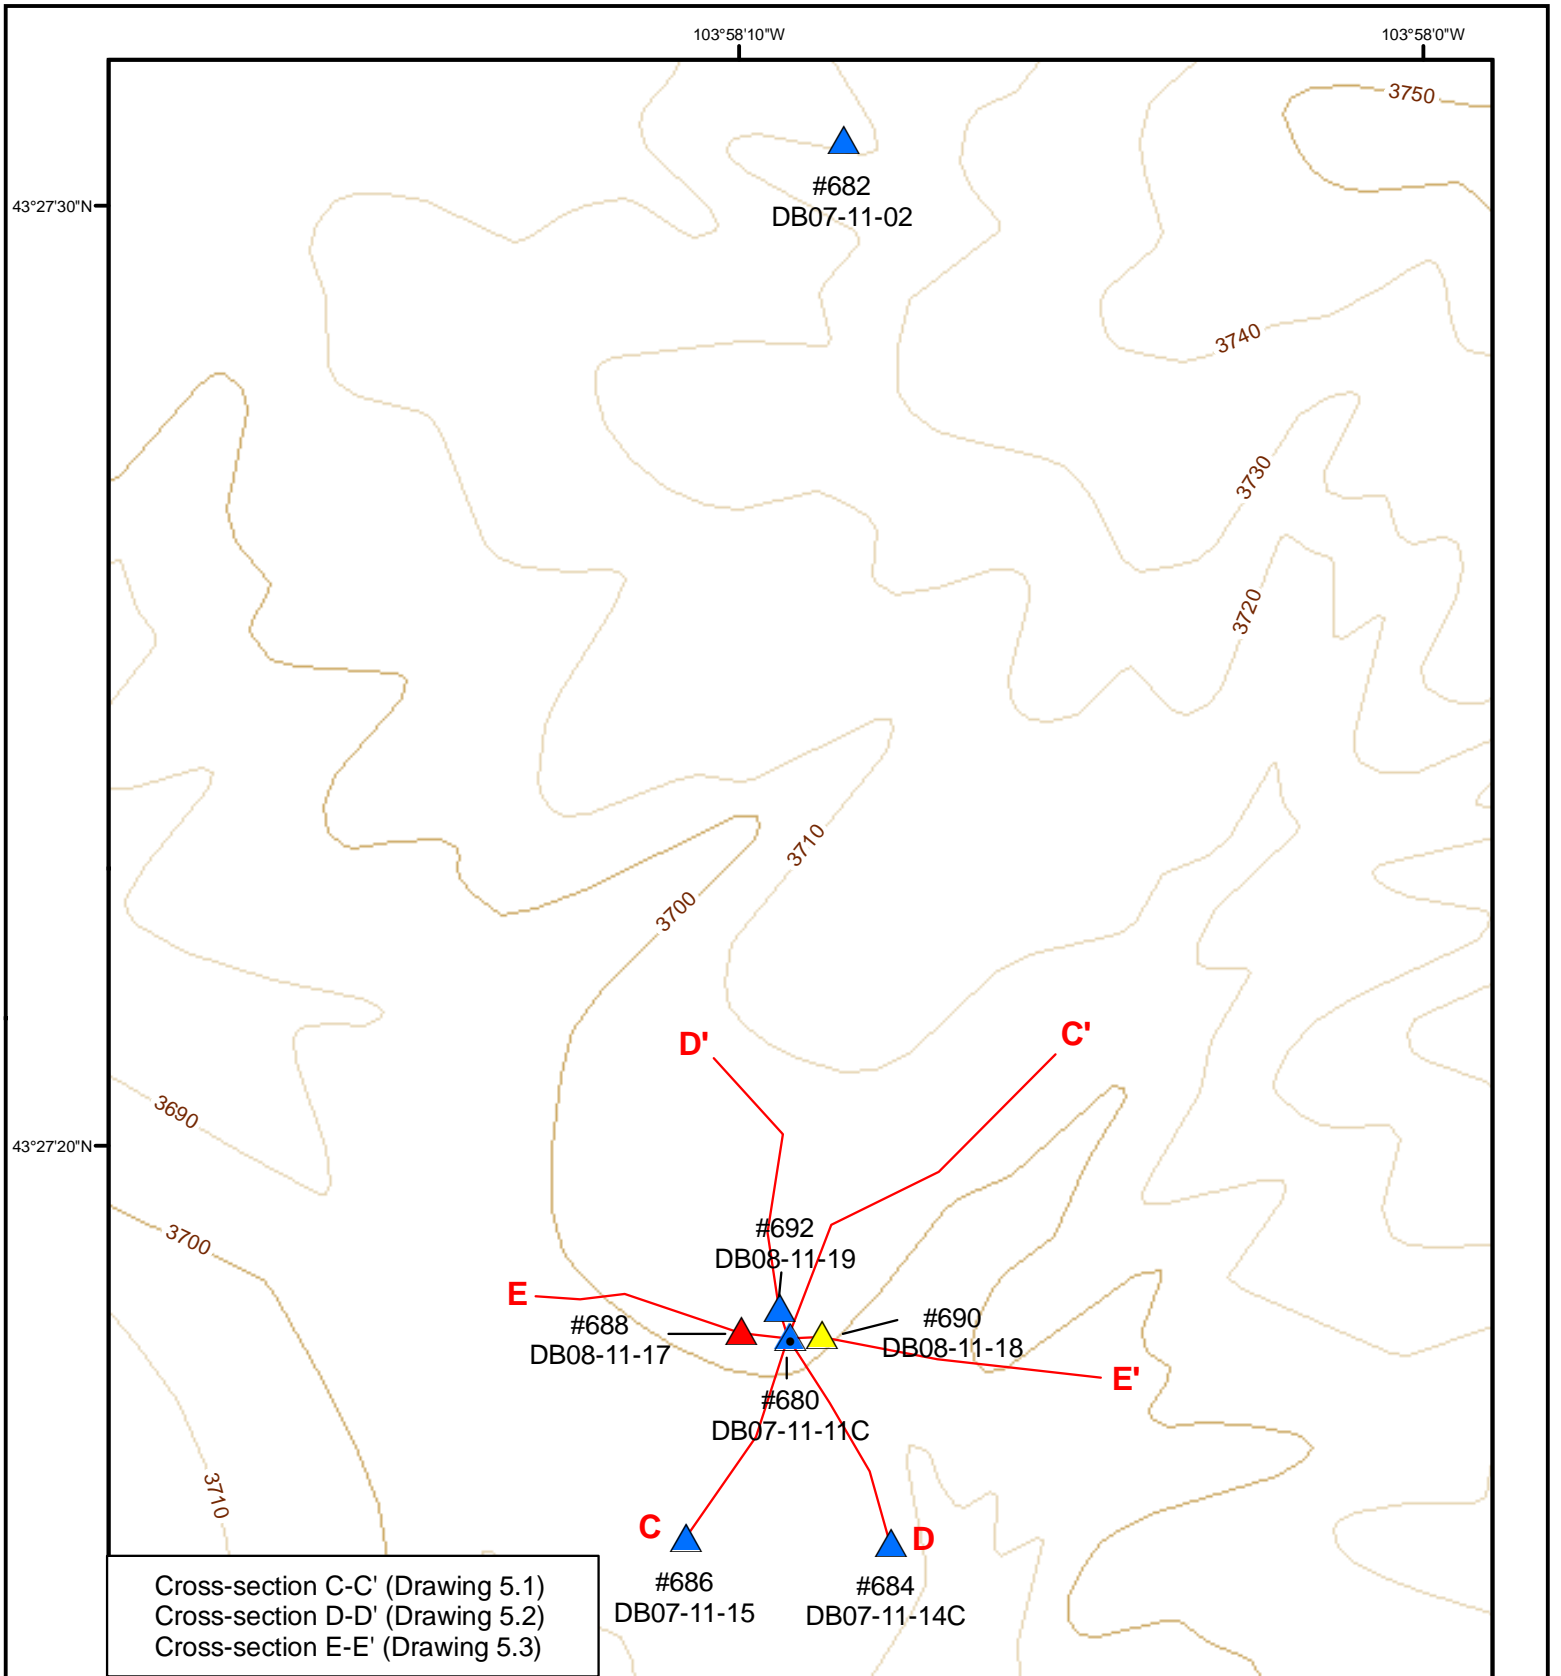 103°58'10"W
103°58'0"W
3750
#682
DB07-11-02
43°27'30"N
3740
3730
3720
3710
3700
D'
C'
3690
43°27'20"N
3700
#692
DB08-11-19
E
#688
DB08-11-17
#690
DB08-11-18
E'
#680
DB07-11-11C
3710
C
D
#686
DB07-11-15
#684
DB07-11-14C
Cross-section C-C' (Drawing 5.1)
Cross-section D-D' (Drawing 5.2)
Cross-section E-E' (Drawing 5.3)